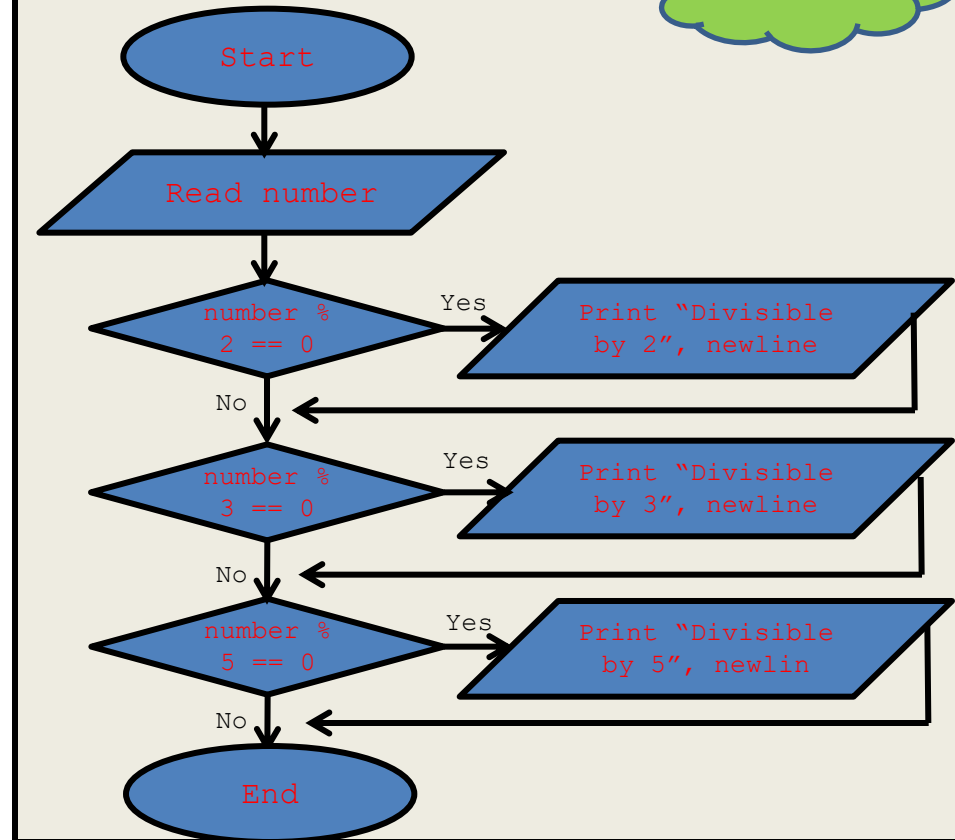 Start
Read number
number %
2 == 0
Yes
Print “Divisible
by 2”, newline
No
number %
3 == 0
Yes
Print “Divisible
by 3”, newline
No
number %
5 == 0
Yes
Print “Divisible
by 5”, newlin
No
End